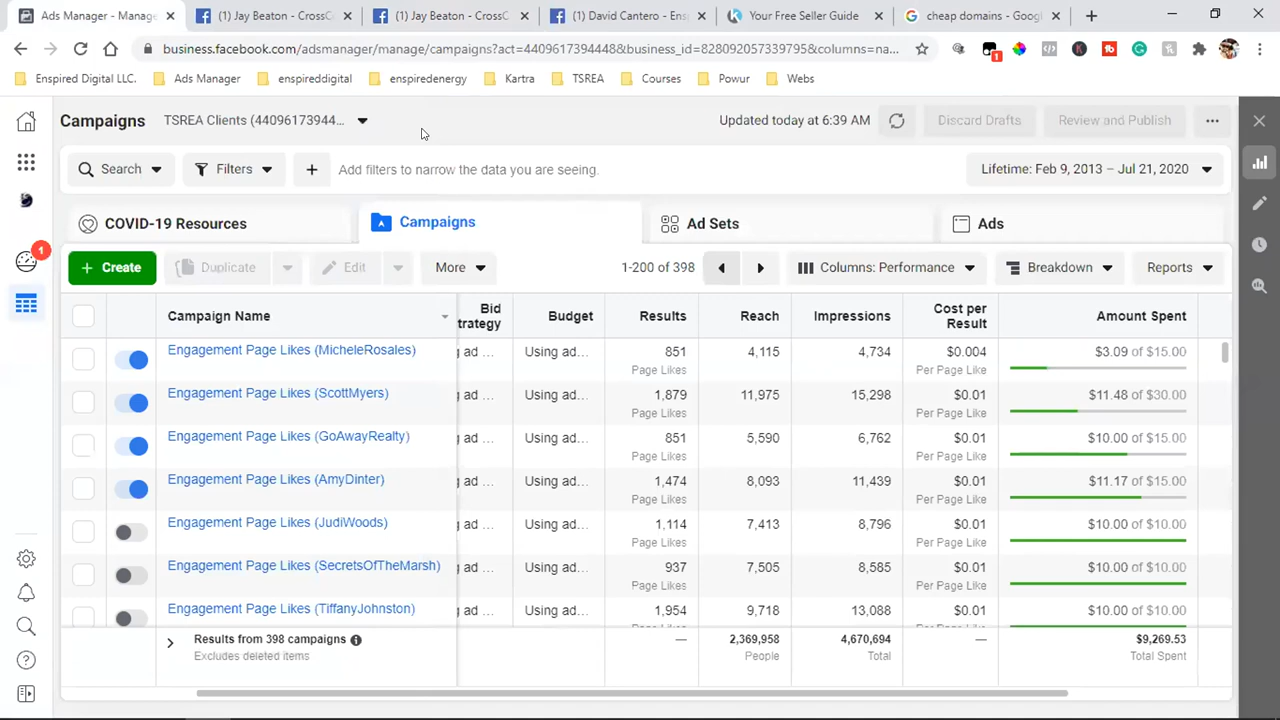 Ads Manager - Manage
(1) Jay Beaton - CrossC
(1) Jay Beaton - CrossC
(1) David Cantero - Ens
Your Free Seller Guide
cheap domains - Goog
business.facebook.com/adsmanager/manage/campaigns?act=44096173944448&business_id=828092057339795&columns=na...
1
Enspired Digital LLC.
Ads Manager
enspireddigital
enspiredenergy
Kartra
TSREA
Courses
Powur
Webs
Campaigns
TSREA Clients (44096173944...
Updated today at 6:39 AM
Discard Drafts
Review and Publish
Search
Filters
Add filters to narrow the data you are seeing.
Lifetime: Feb 9, 2013 – Jul 21, 2020
COVID-19 Resources
Campaigns
Ad Sets
Ads
1
+ Create
Duplicate
Edit
More
1-200 of 398
Columns: Performance
Breakdown
Reports
Campaign Name
Bid
trategy
Budget
Results
Reach
Impressions
Cost per
Result
Amount Spent
Engagement Page Likes (MicheleRosales)
g ad ...
Using ad...
851
Page Likes
4,115
4,734
$0.004
Per Page Like
$3.09 of $15.00
Engagement Page Likes (ScottMyers)
g ad ...
Using ad...
1,879
Page Likes
11,975
15,298
$0.01
Per Page Like
$11.48 of $30.00
Engagement Page Likes (GoAwayRealty)
g ad ...
Using ad...
851
Page Likes
5,590
6,762
$0.01
Per Page Like
$10.00 of $15.00
Engagement Page Likes (AmyDinter)
g ad ...
Using ad...
1,474
Page Likes
8,093
11,439
$0.01
Per Page Like
$11.17 of $15.00
Engagement Page Likes (JudiWoods)
g ad ...
Using ad...
1,114
Page Likes
7,413
8,796
$0.01
Per Page Like
$10.00 of $10.00
Engagement Page Likes (SecretsOfTheMarsh)
g ad ...
Using ad...
937
Page Likes
7,505
8,585
$0.01
Per Page Like
$10.00 of $10.00
Engagement Page Likes (TiffanyJohnston)
g ad ...
Using ad...
1,954
9,718
13,088
$0.01
$10.00 of $10.00
Results from 398 campaigns
Excludes deleted items
—
2,369,958
People
4,670,694
Total
—
$9,269.53
Total Spent